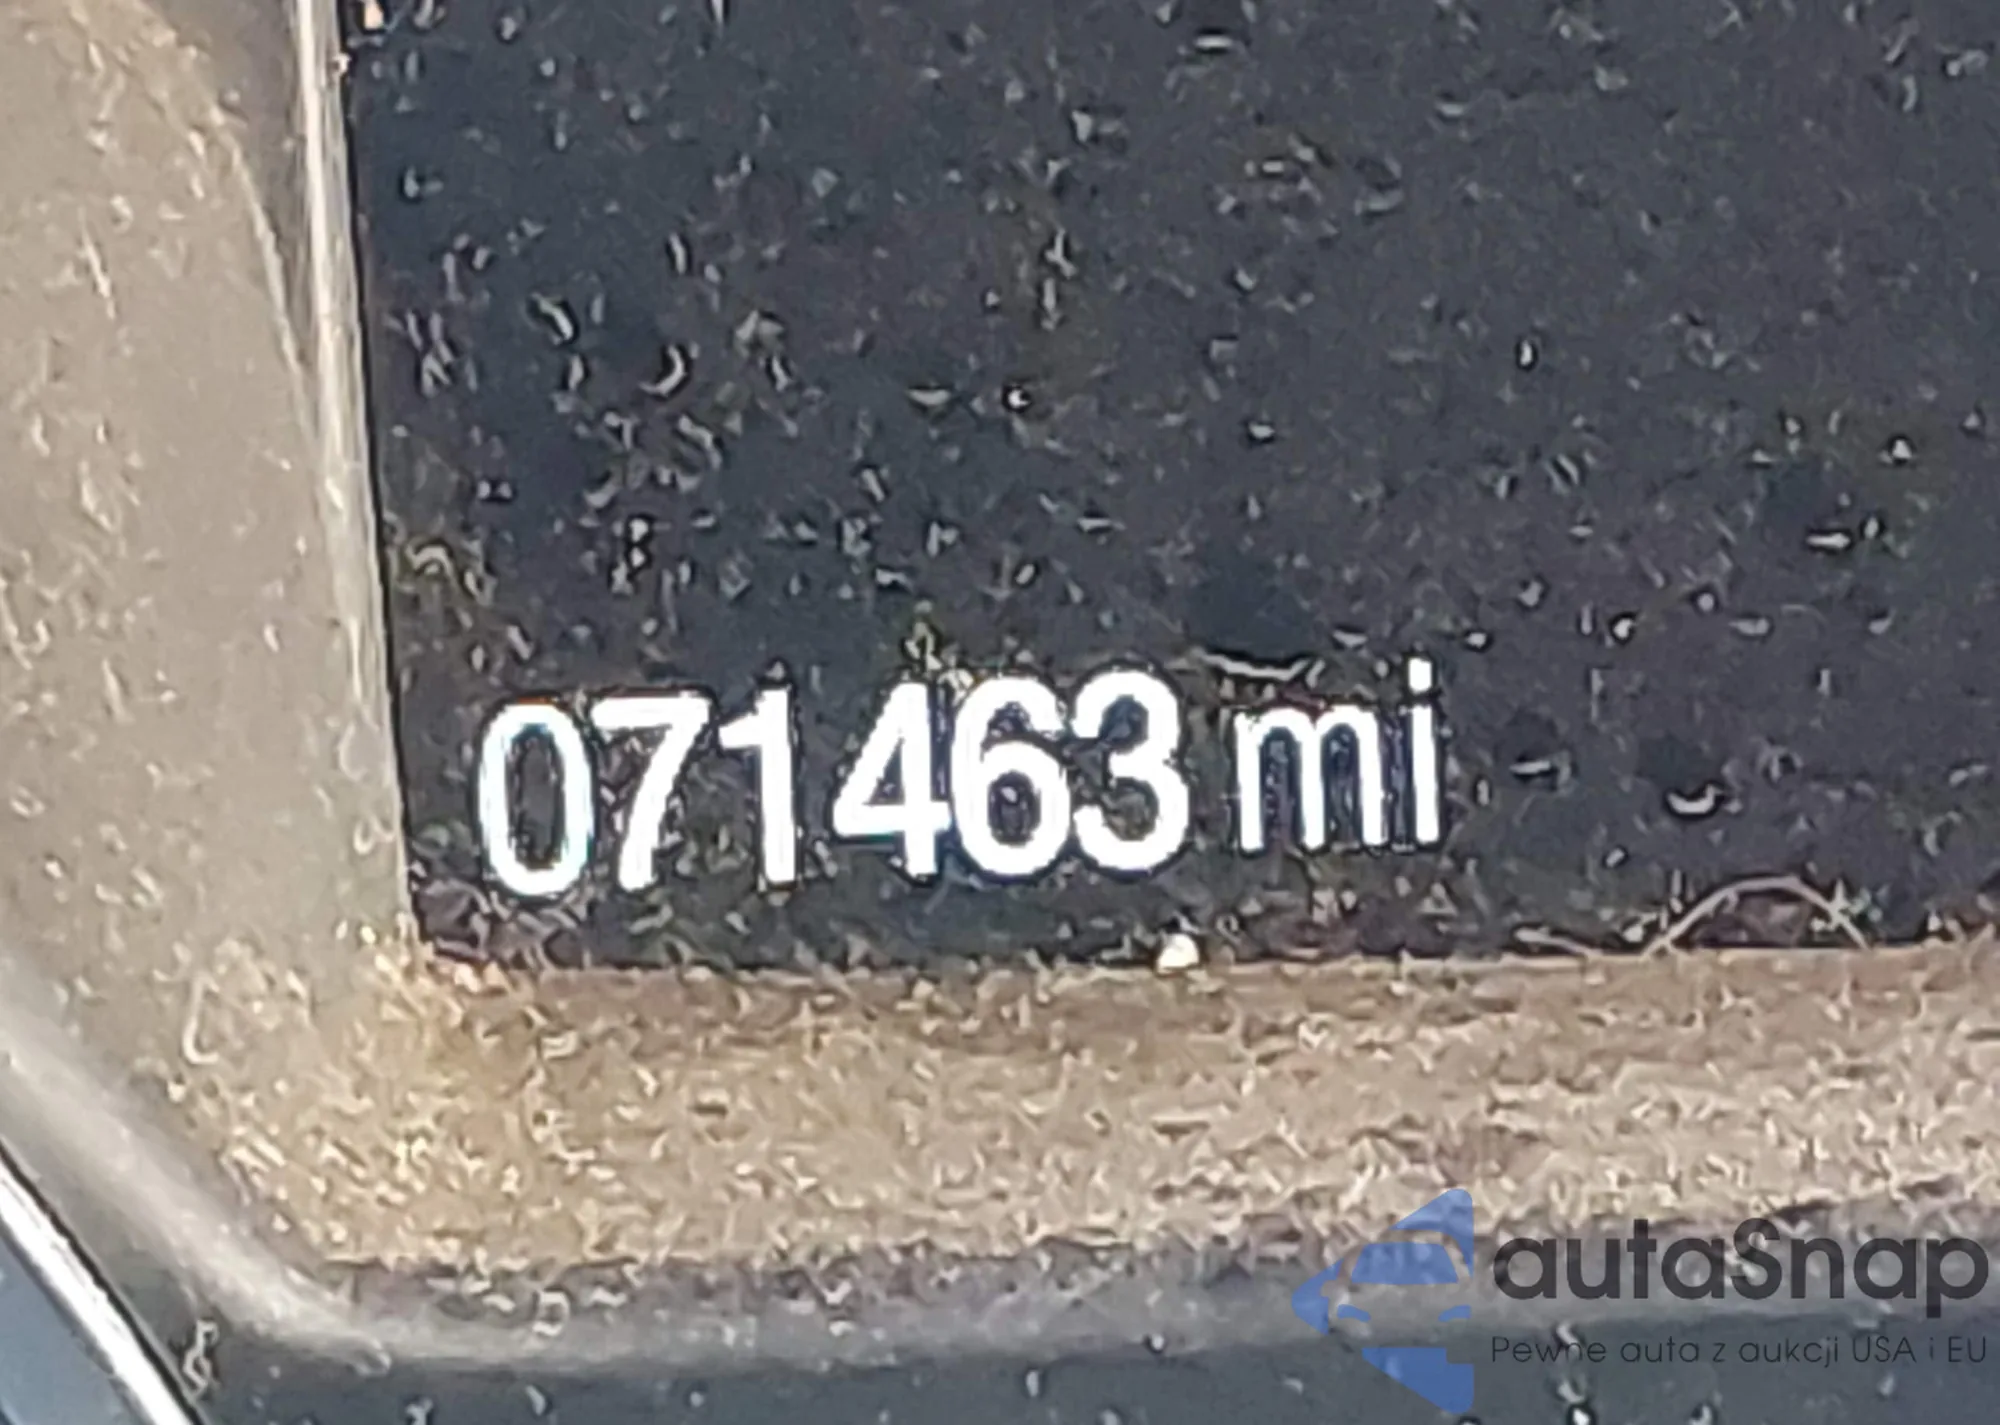 071463 mi
autaSnap
Pewne auta z aukcji USA i EU